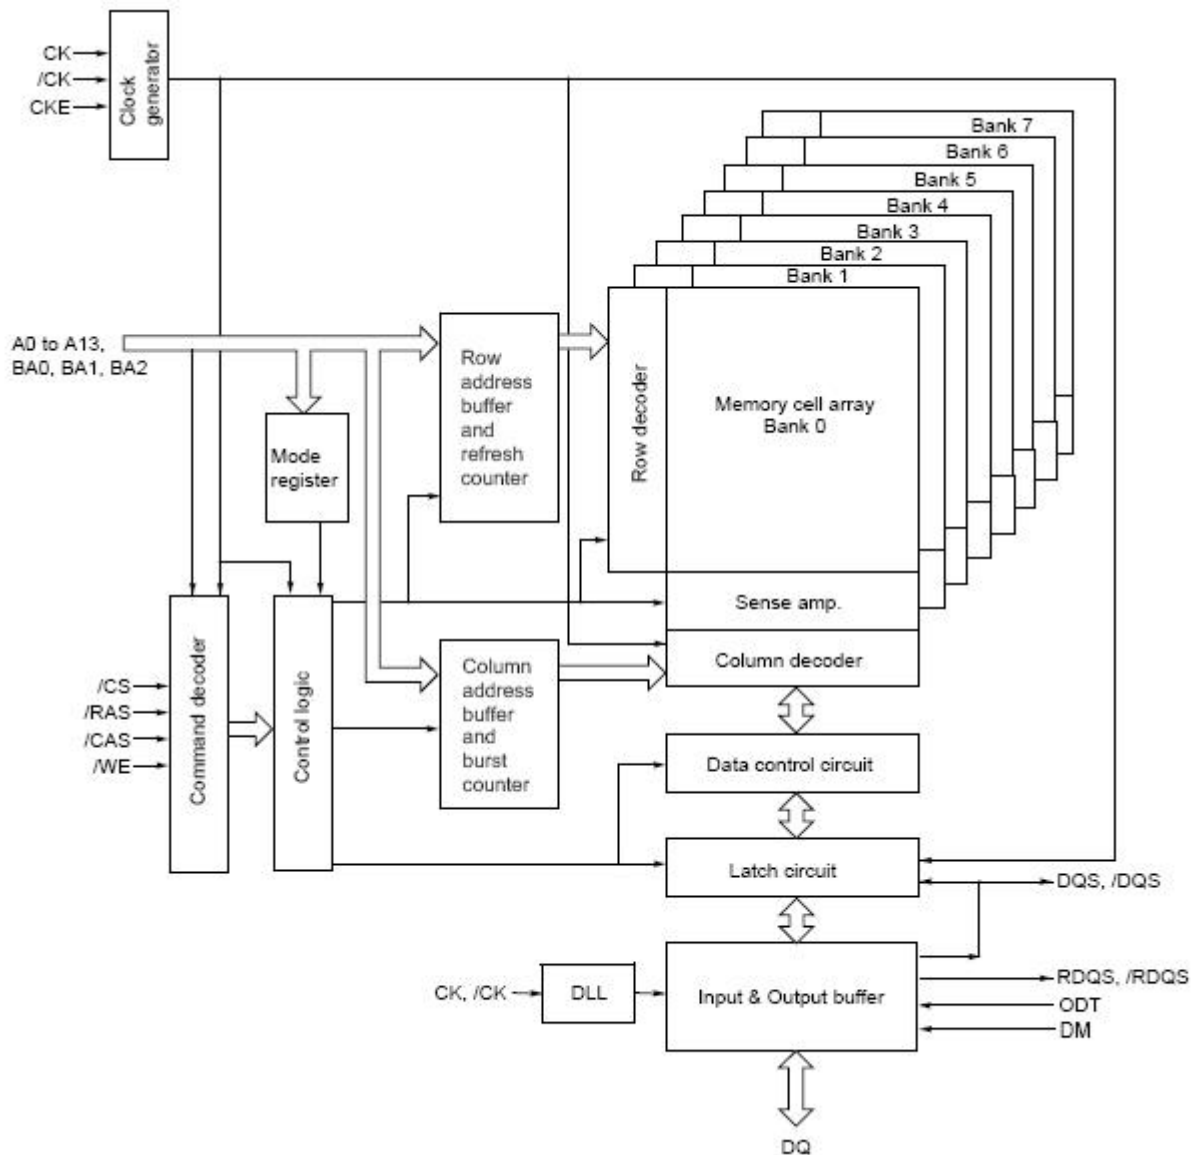 CK
/CK
CKE
Clock
generator
Bank 7
Bank 6
Bank 5
Bank 4
Bank 3
Bank 2
Bank 1
A0 to A13,
BA0, BA1, BA2
Mode
register
Row
address
buffer
and
refresh
counter
Row decoder
Memory cell array
Bank 0
Sense amp.
Column decoder
/CS
/RAS
/CAS
/WE
Command decoder
Control logic
Column
address
buffer
and
burst
counter
Data control circuit
Latch circuit
DQS, /DQS
CK, /CK
DLL
Input & Output buffer
RDQS, /RDQS
ODT
DM
DQ